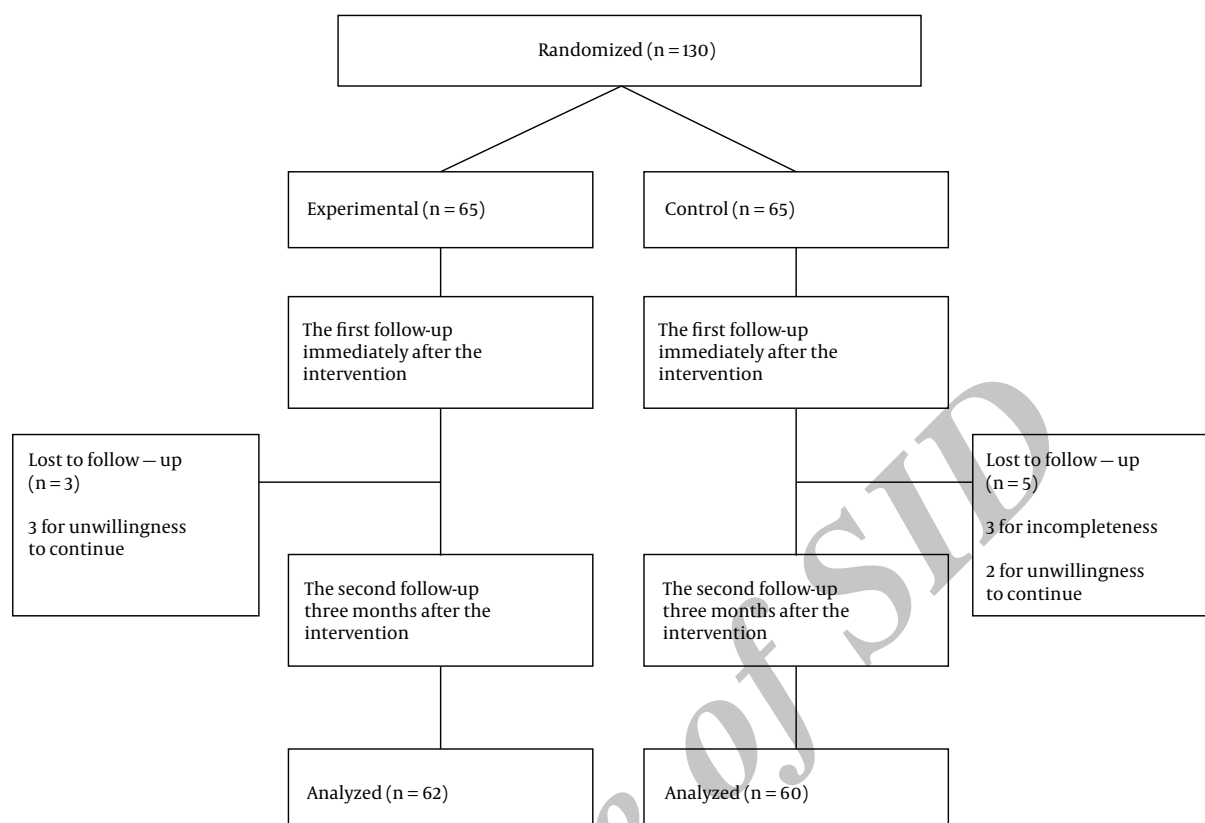 Randomized (n = 130)
Experimental (n = 65)
Control (n = 65)
The first follow-up
immediately after the
intervention
The first follow-up
immediately after the
intervention
Lost to follow — up
(n = 3)
3 for unwillingness
to continue
Lost to follow — up
(n = 5)
3 for incompleteness
2 for unwillingness
to continue
The second follow-up
three months after the
intervention
The second follow-up
three months after the
intervention
Analyzed (n = 62)
Analyzed (n = 60)
of SID